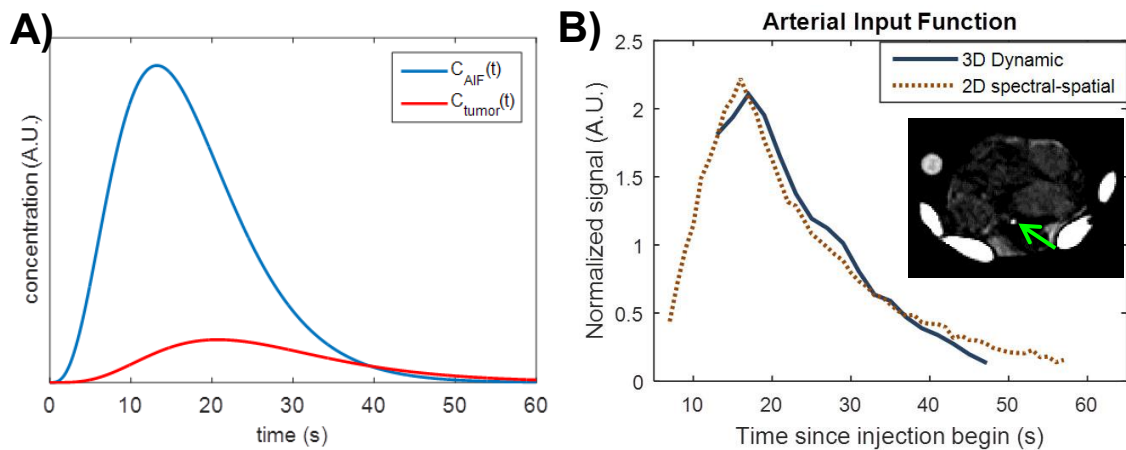 A)
concentration (A.U.)
C_AIF(t)
C_tumor(t)
0 10 20 30 40 50 60
time (s)
B)
Arterial Input Function
Normalized signal (A.U.)
2.5
2
1.5
1
0.5
0
3D Dynamic
2D spectral-spatial
10 20 30 40 50 60
Time since injection begin (s)